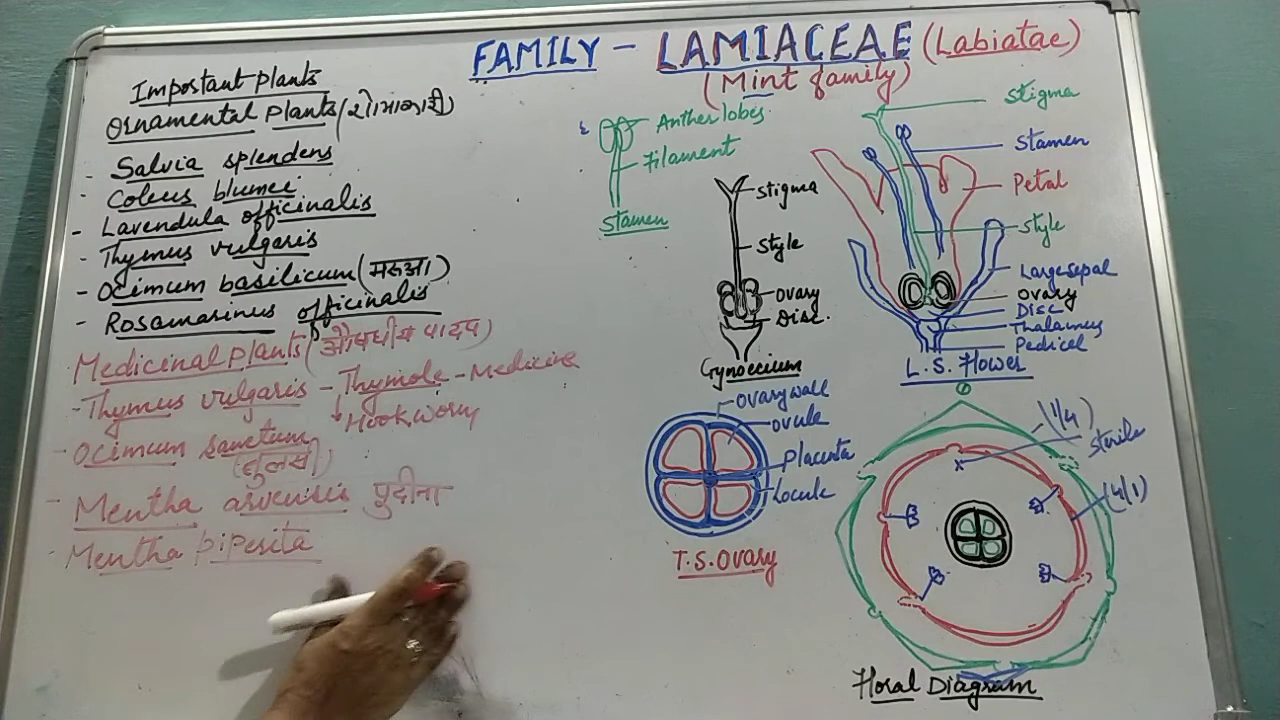 FAMILY - LAMIACEAE (Labiatae)
(Mint family)
Important plants
Ornamental plants (शोभाकारी)
- Salvia splendens
- Coleus blumei
- Lavendula officinalis
- Thymus vulgaris
- Ocimum basilicum (मरूआ)
- Rosamarinus officinalis
Medicinal plants (औषधीय पादप)
- Thymus vulgaris - Thymole - Medicine
↓ Hook worm
- Ocimum sanctum
(तुलसी)
- Mentha arvensis पुदीना
- Mentha piperita
Anther lobes
Filament
Stamen
Stigma
Style
Ovary
Disc.
Gynoecium
Stigma
Stamen
Petal
Style
Large sepal
Ovary
Disc
Thalamus
Pedicel
L.S. Flower
Ovary wall
Ovule
Placenta
Locule
T.S. Ovary
(1/4)
Sterile
(4/1)
Floral Diagram